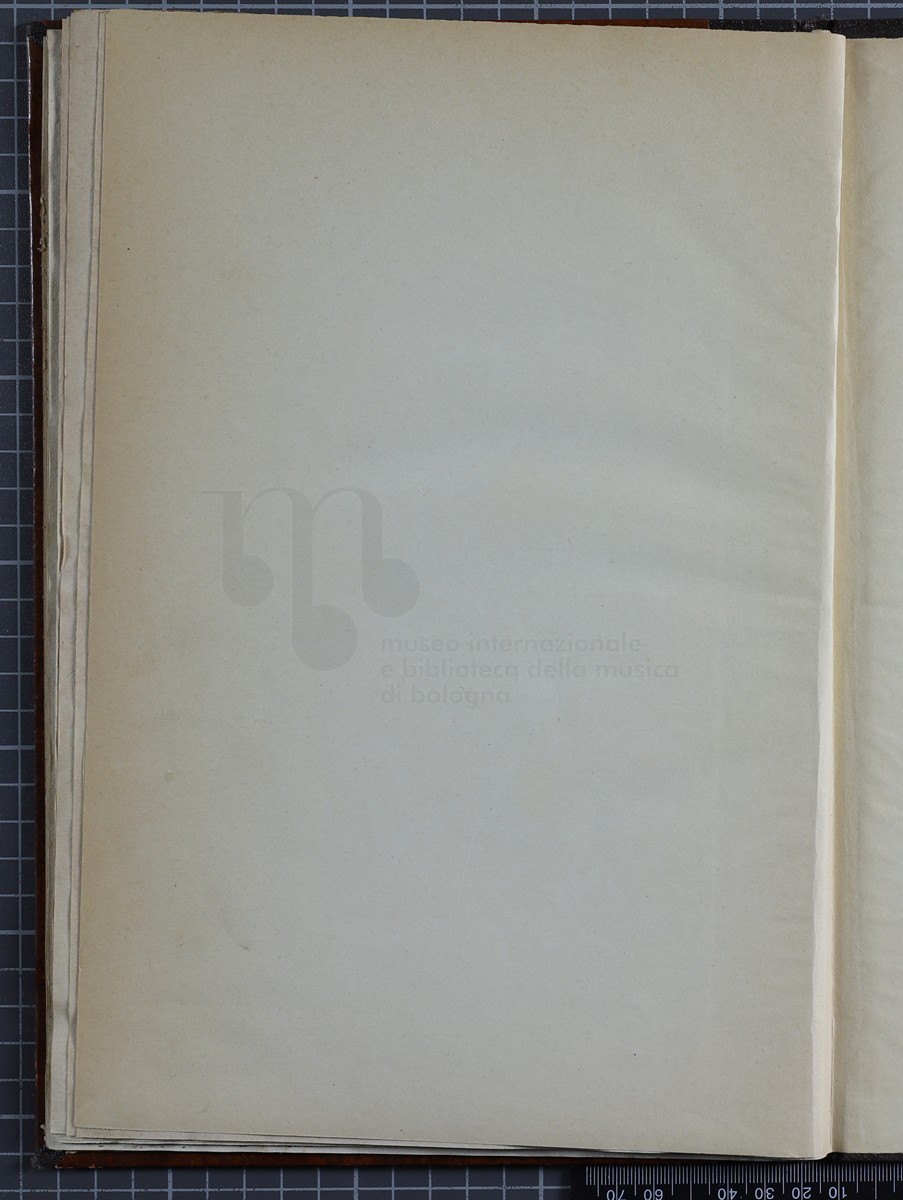 museo internazionale
e biblioteca della musica
di bologna
70 60 50 40 30 20 10